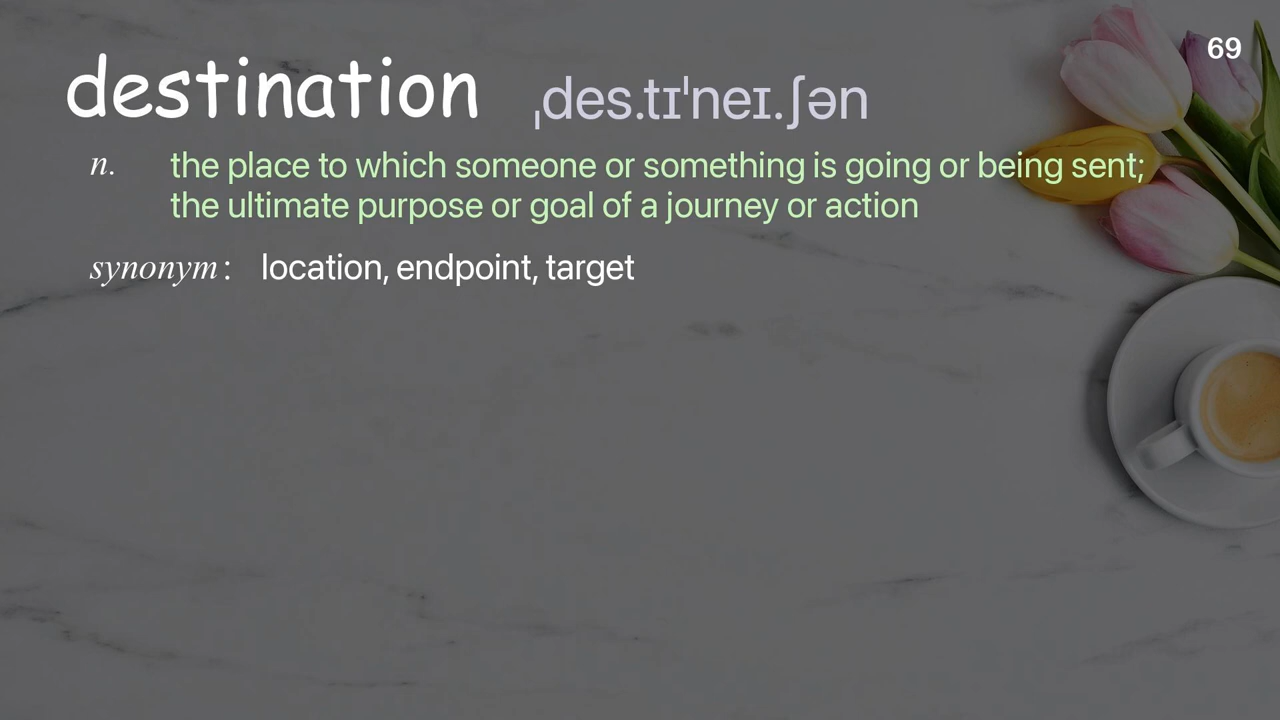 69
destination ˌdes.tɪˈneɪ.ʃən
n. the place to which someone or something is going or being sent;
the ultimate purpose or goal of a journey or action
synonym: location, endpoint, target